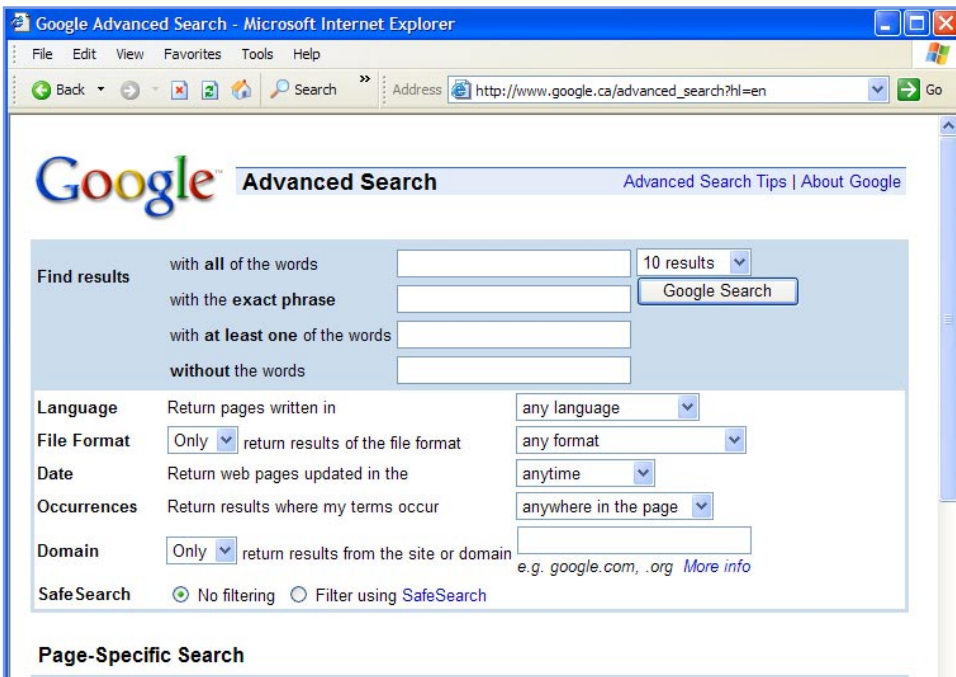 Google Advanced Search - Microsoft Internet Explorer
File Edit View Favorites Tools Help
Back Search » Address http://www.google.ca/advanced_search?hl=en Go
Google™ Advanced Search Advanced Search Tips | About Google
Find results with all of the words 10 results
Google Search
with the exact phrase
with at least one of the words
without the words
Language Return pages written in any language
File Format Only return results of the file format any format
Date Return web pages updated in the anytime
Occurrences Return results where my terms occur anywhere in the page
Domain Only return results from the site or domain
e.g. google.com, .org More info
SafeSearch No filtering Filter using SafeSearch
Page-Specific Search